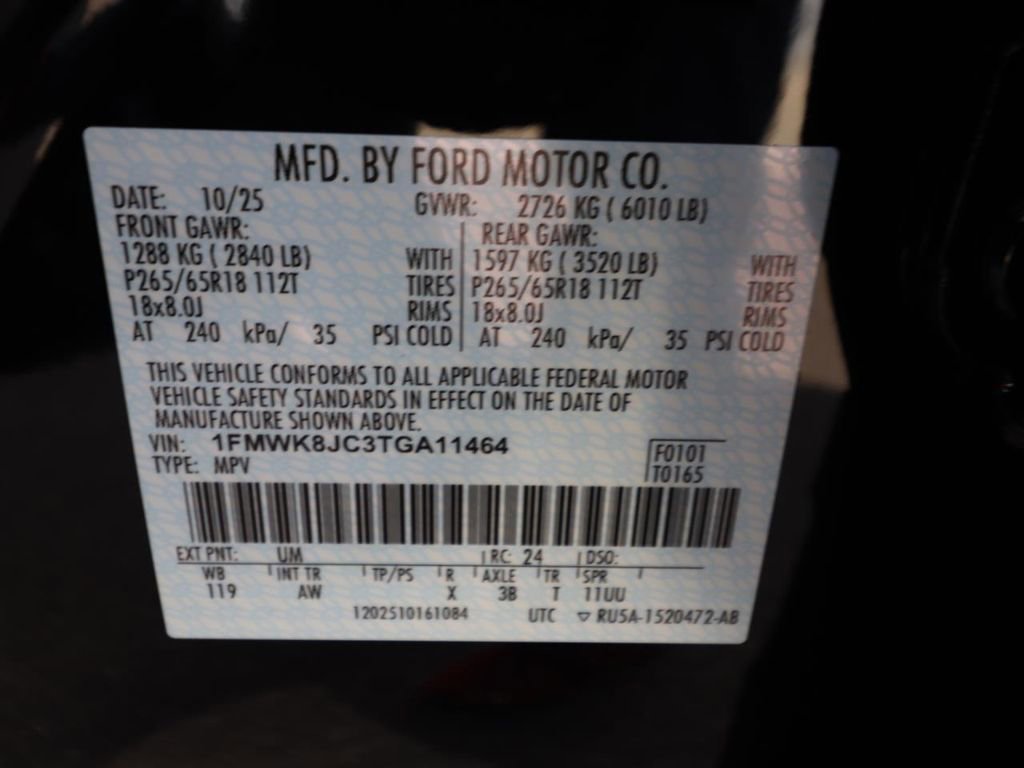 MFD. BY FORD MOTOR CO.
DATE: 10/25 GVWR: 2726 KG ( 6010 LB)
FRONT GAWR: REAR GAWR:
1288 KG ( 2840 LB) WITH 1597 KG ( 3520 LB) WITH
P265/65R18 112T TIRES P265/65R18 112T TIRES
18x8.0J RIMS 18x8.0J RIMS
AT 240 kPa/ 35 PSI COLD AT 240 kPa/ 35 PSI COLD
THIS VEHICLE CONFORMS TO ALL APPLICABLE FEDERAL MOTOR
VEHICLE SAFETY STANDARDS IN EFFECT ON THE DATE OF
MANUFACTURE SHOWN ABOVE.
VIN: 1FMWK8JC3TGA11464 F0101
TYPE: MPV T0165
EXT PNT: UM RC: 24 DSO:
WB INT TR TP/PS R AXLE TR SPR
119 AW X 3B T 11UU
1202510161084 UTC ▽ RU5A-1520472-AB